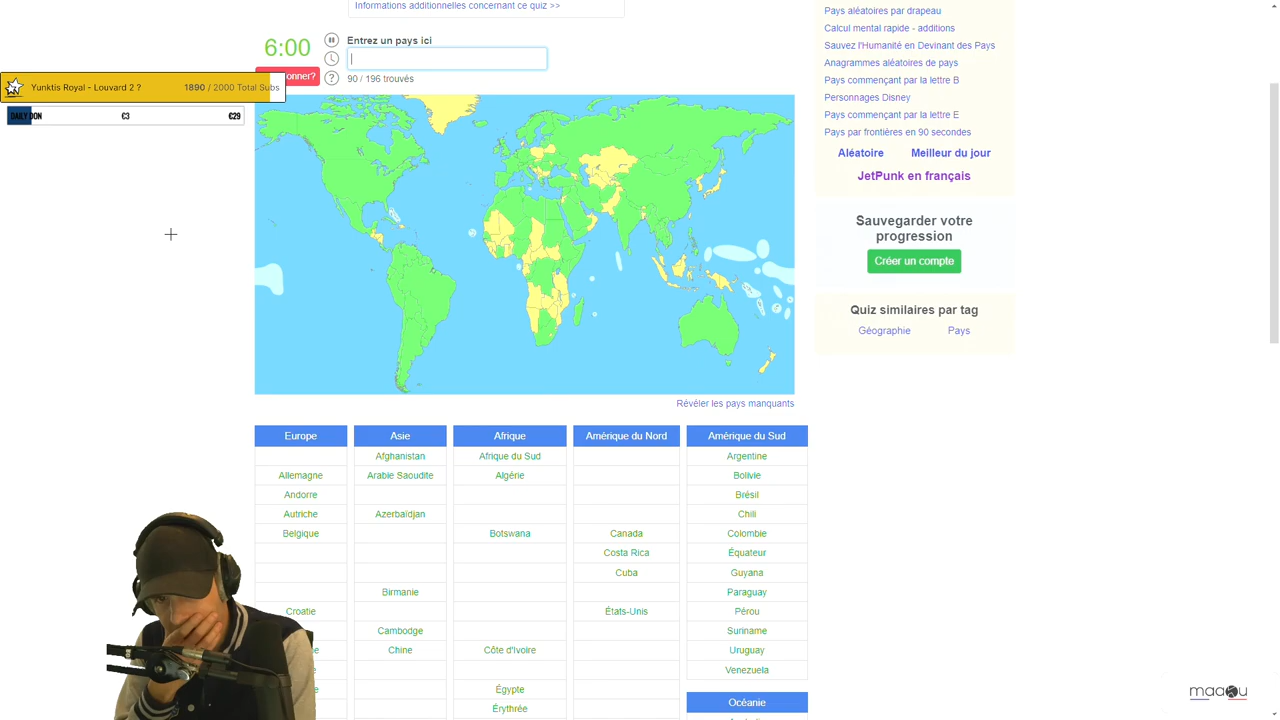 Informations additionnelles concernant ce quiz >>
6:00
Entrez un pays ici
onner?
90 / 196 trouvés
Yunktis Royal - Louvard 2 ?
1890 / 2000 Total Subs
DAILY DON
€3
€29
Révéler les pays manquants
Europe
Allemagne
Andorre
Autriche
Belgique
Croatie
Asie
Afghanistan
Arabie Saoudite
Azerbaïdjan
Birmanie
Cambodge
Chine
Afrique
Afrique du Sud
Algérie
Botswana
Côte d'Ivoire
Égypte
Érythrée
Amérique du Nord
Canada
Costa Rica
Cuba
États-Unis
Amérique du Sud
Argentine
Bolivie
Brésil
Chili
Colombie
Équateur
Guyana
Paraguay
Pérou
Suriname
Uruguay
Venezuela
Océanie
Pays aléatoires par drapeau
Calcul mental rapide - additions
Sauvez l'Humanité en Devinant des Pays
Anagrammes aléatoires de pays
Pays commençant par la lettre B
Personnages Disney
Pays commençant par la lettre E
Pays par frontières en 90 secondes
Aléatoire
Meilleur du jour
JetPunk en français
Sauvegarder votre
progression
Créer un compte
Quiz similaires par tag
Géographie
Pays